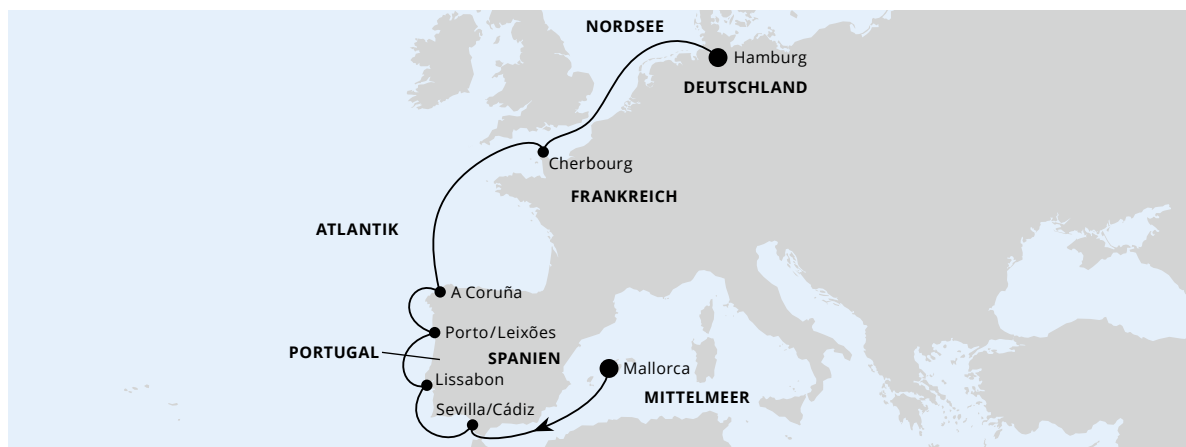 NORDSEE
Hamburg
DEUTSCHLAND
Cherbourg
FRANKREICH
ATLANTIK
A Coruña
Porto/Leixões
PORTUGAL
SPANIEN
Mallorca
Lissabon
MITTELMEER
Sevilla/Cádiz